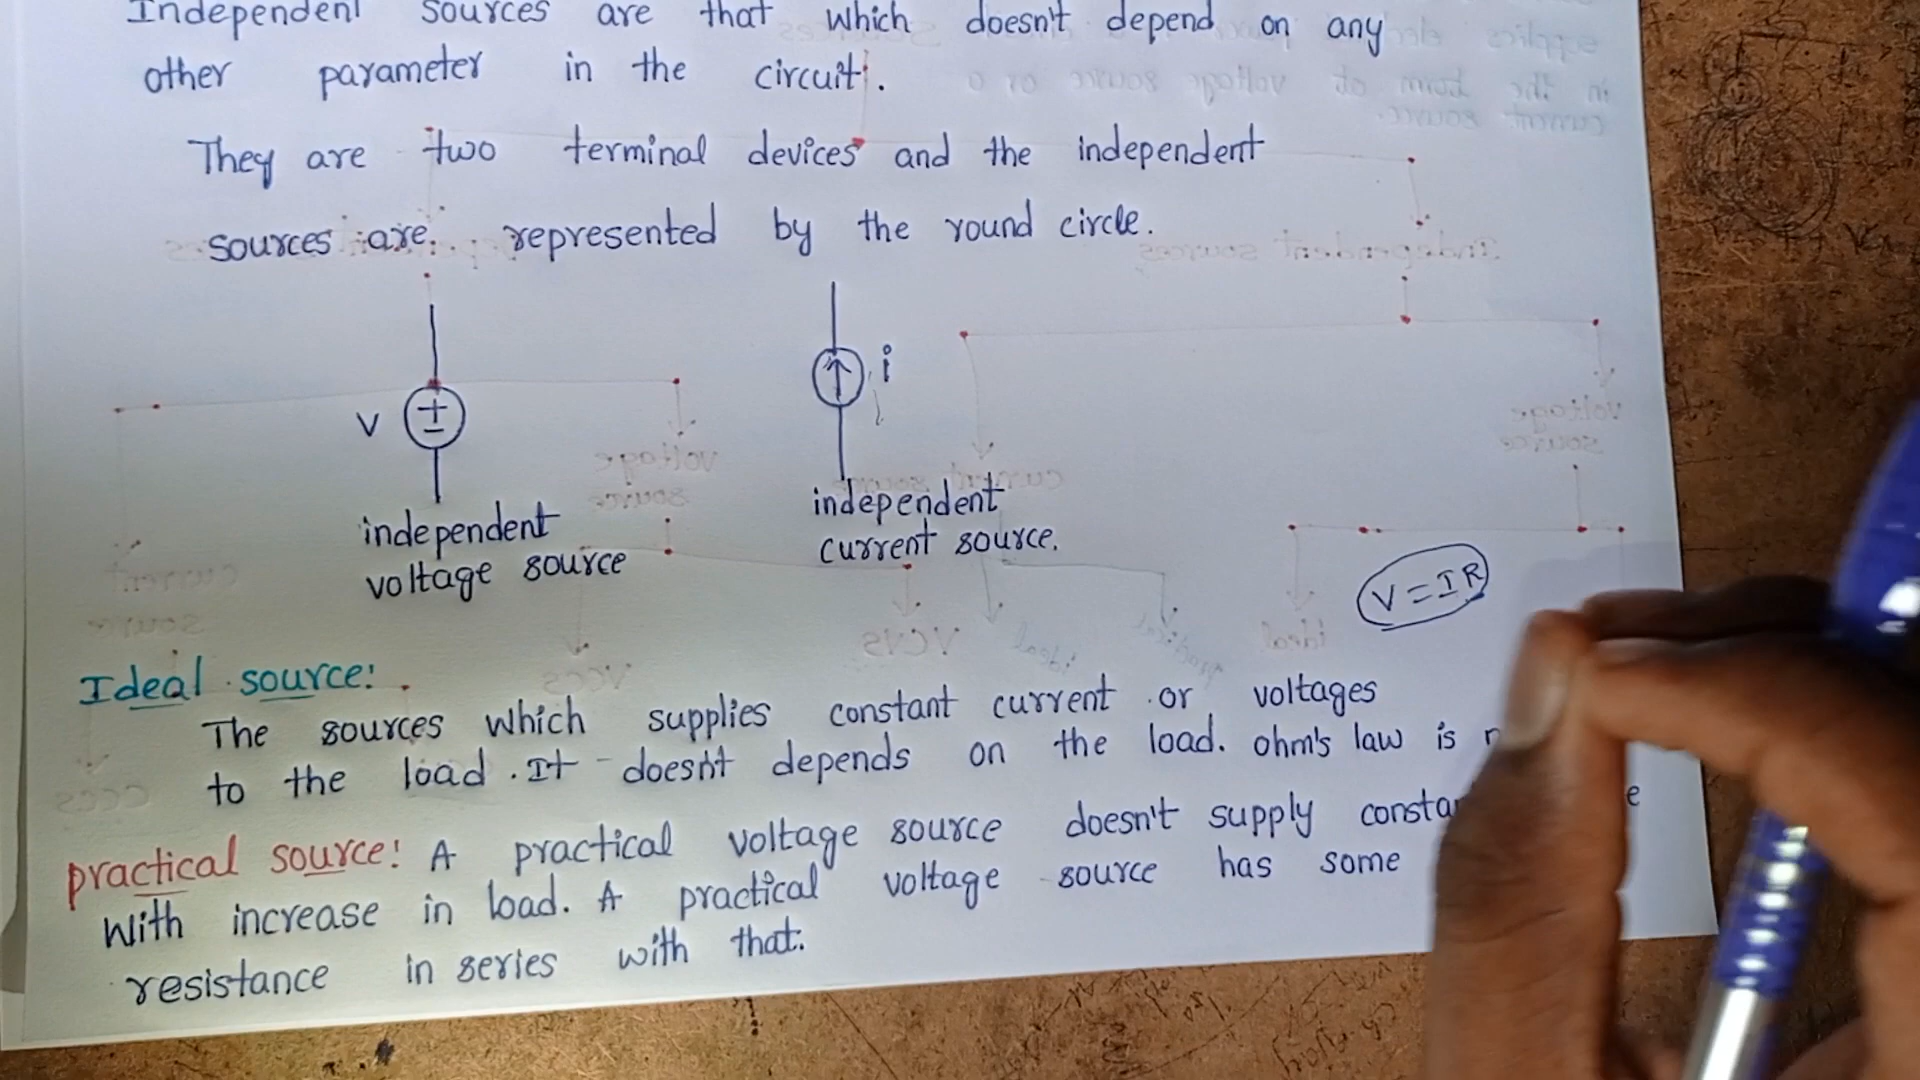 Independent sources are that which doesn't depend on any
other parameter in the circuit.
They are two terminal devices and the independent
sources are represented by the round circle.
V + -
i
independent
voltage source
independent
current source.
V=IR
Ideal source:
The sources which supplies constant current or voltages
to the load. It doesn't depends on the load. ohm's law is
practical source: A practical voltage source doesn't supply
With increase in load. A practical voltage source has some
resistance in series with that.